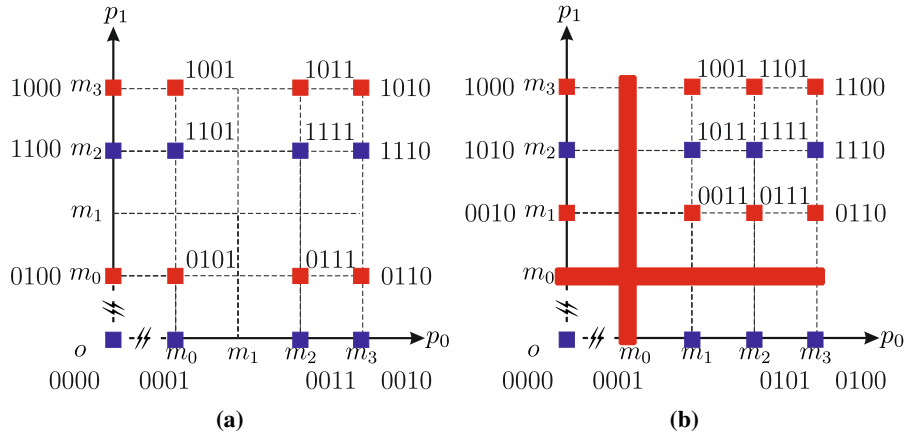 p1
1001 1011
1000 m3 1010
1101 1111
1100 m2 1110
m1
0101 0111
0100 m0 0110
o m0 m1 m2 m3 p0
0000 0001 0011 0010
(a)
p1
1001 1101
1000 m3 1100
1011 1111
1010 m2 1110
0011 0111
0010 m1 0110
m0
o m0 m1 m2 m3 p0
0000 0001 0101 0100
(b)